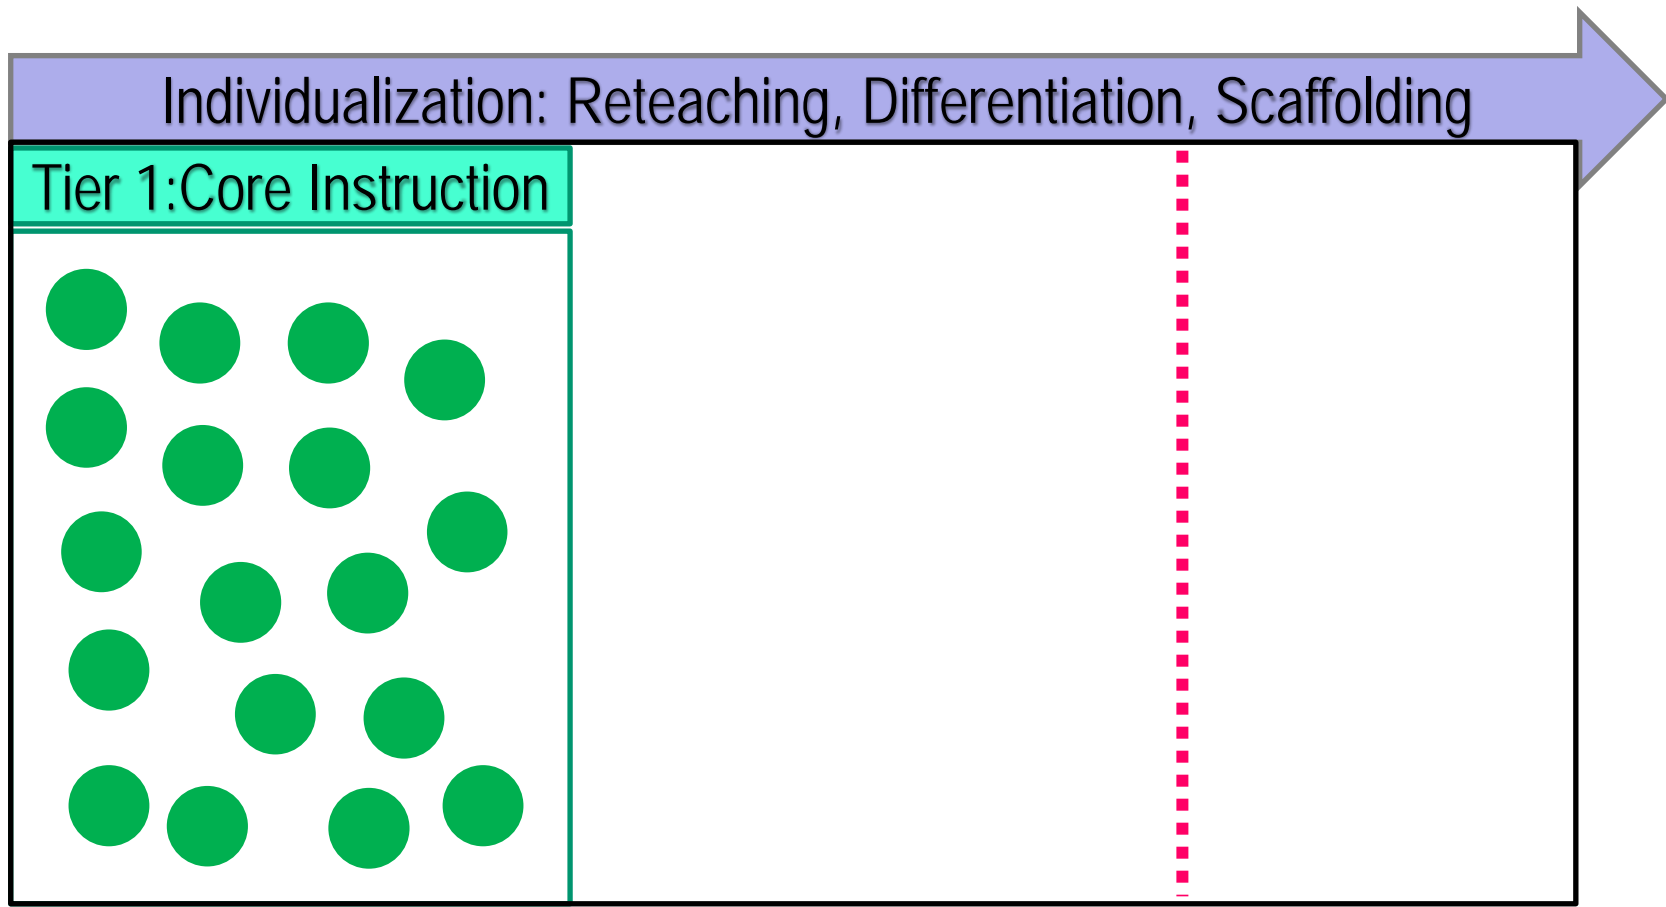 Individualization: Reteaching, Differentiation, Scaffolding
Tier 1:Core Instruction